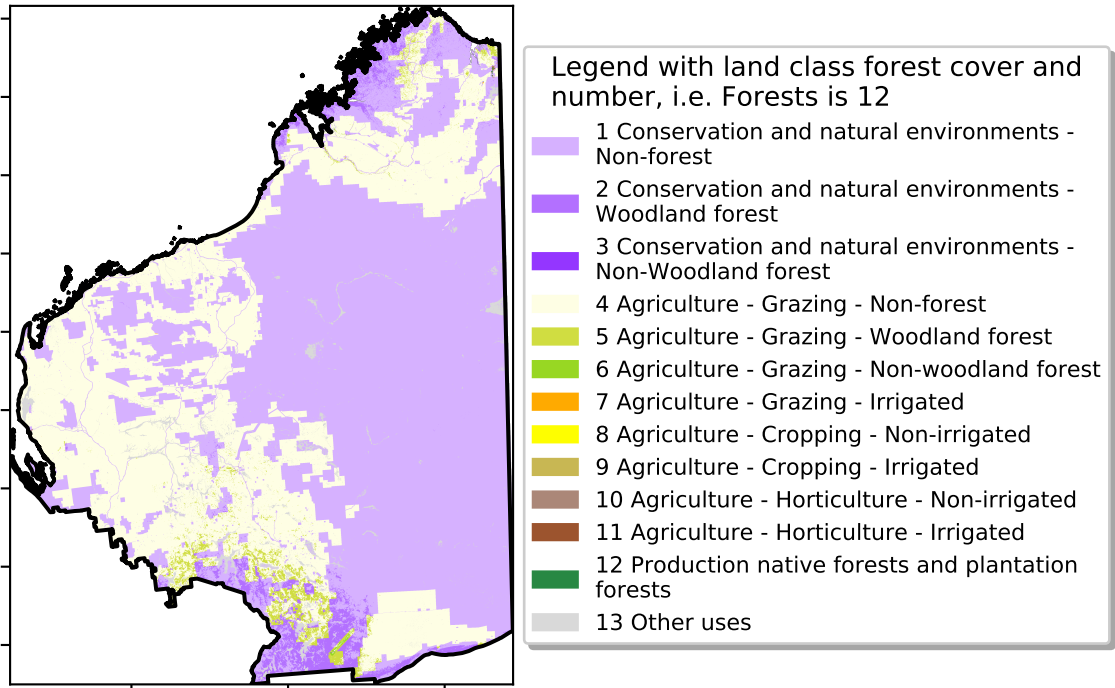 Legend with land class forest cover and
number, i.e. Forests is 12
1 Conservation and natural environments -
Non-forest
2 Conservation and natural environments -
Woodland forest
3 Conservation and natural environments -
Non-Woodland forest
4 Agriculture - Grazing - Non-forest
5 Agriculture - Grazing - Woodland forest
6 Agriculture - Grazing - Non-woodland forest
7 Agriculture - Grazing - Irrigated
8 Agriculture - Cropping - Non-irrigated
9 Agriculture - Cropping - Irrigated
10 Agriculture - Horticulture - Non-irrigated
11 Agriculture - Horticulture - Irrigated
12 Production native forests and plantation
forests
13 Other uses